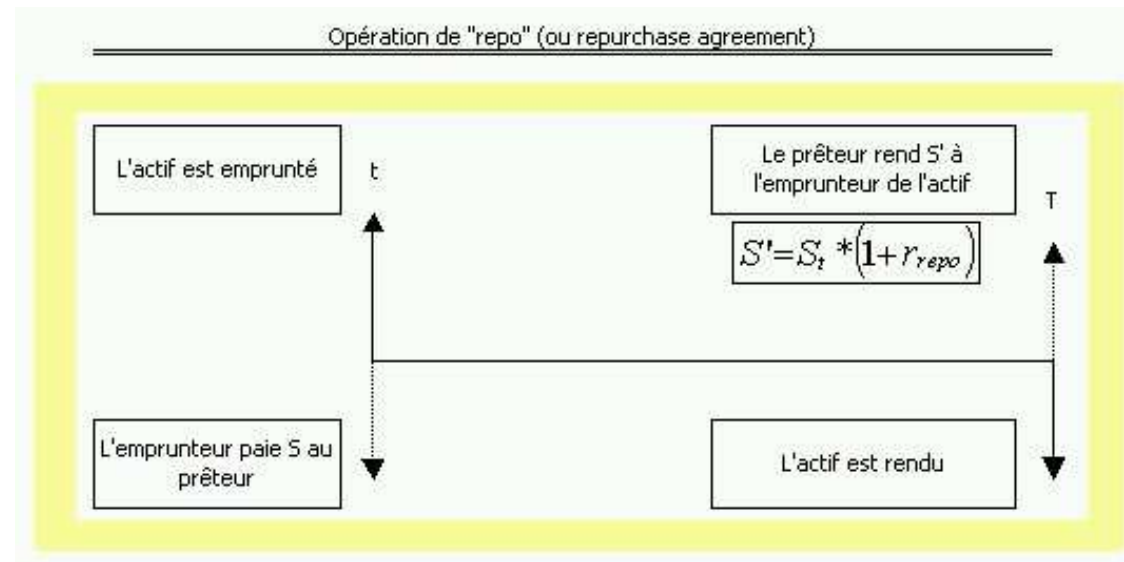 Opération de "repo" (ou repurchase agreement)
L'actif est emprunté
t
Le prêteur rend S' à
l'emprunteur de l'actif
T
S'=S_t *(1+r_repo)
L'emprunteur paie S au
prêteur
L'actif est rendu